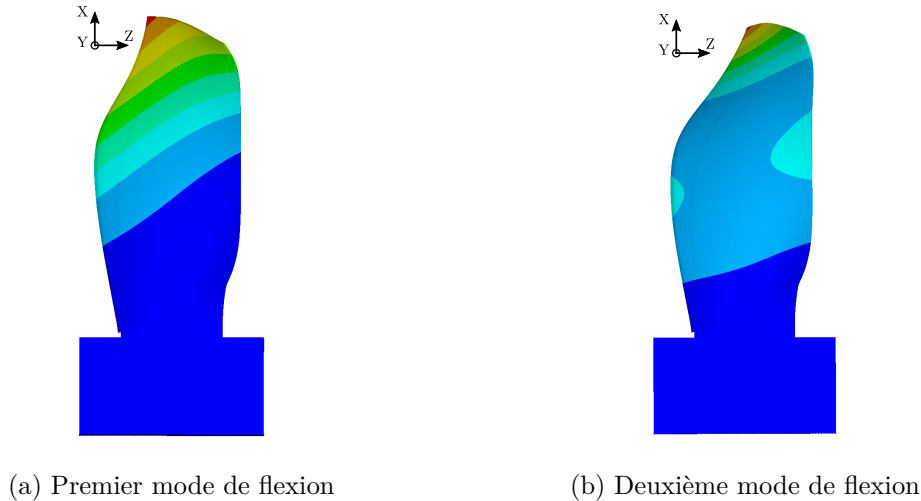 X
Y
Z
X
Y
Z
(a) Premier mode de flexion
(b) Deuxième mode de flexion